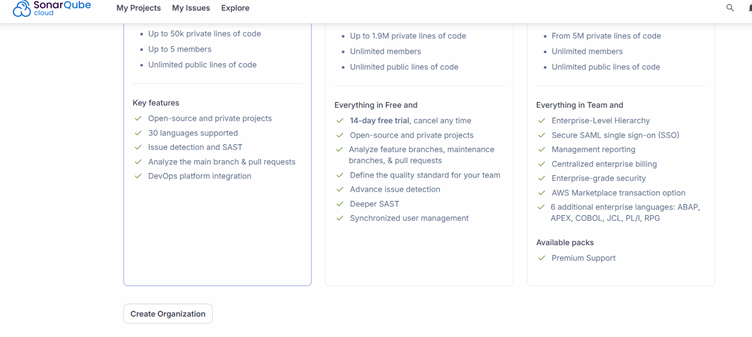 SonarQube
cloud
My Projects
My Issues
Explore
Up to 50k private lines of code
Up to 5 members
Unlimited public lines of code
Key features
Open-source and private projects
30 languages supported
Issue detection and SAST
Analyze the main branch & pull requests
DevOps platform integration
Up to 1.9M private lines of code
Unlimited members
Unlimited public lines of code
Everything in Free and
14-day free trial, cancel any time
Open-source and private projects
Analyze feature branches, maintenance
branches, & pull requests
Define the quality standard for your team
Advance issue detection
Deeper SAST
Synchronized user management
From 5M private lines of code
Unlimited members
Unlimited public lines of code
Everything in Team and
Enterprise-Level Hierarchy
Secure SAML single sign-on (SSO)
Management reporting
Centralized enterprise billing
Enterprise-grade security
AWS Marketplace transaction option
6 additional enterprise languages: ABAP,
APEX, COBOL, JCL, PL/I, RPG
Available packs
Premium Support
Create Organization